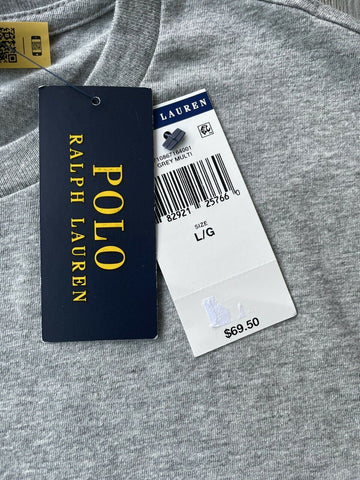 POLO
RALPH LAUREN
LAUREN
GREY MULTI
82921 25766
SIZE
L/G
$69.50